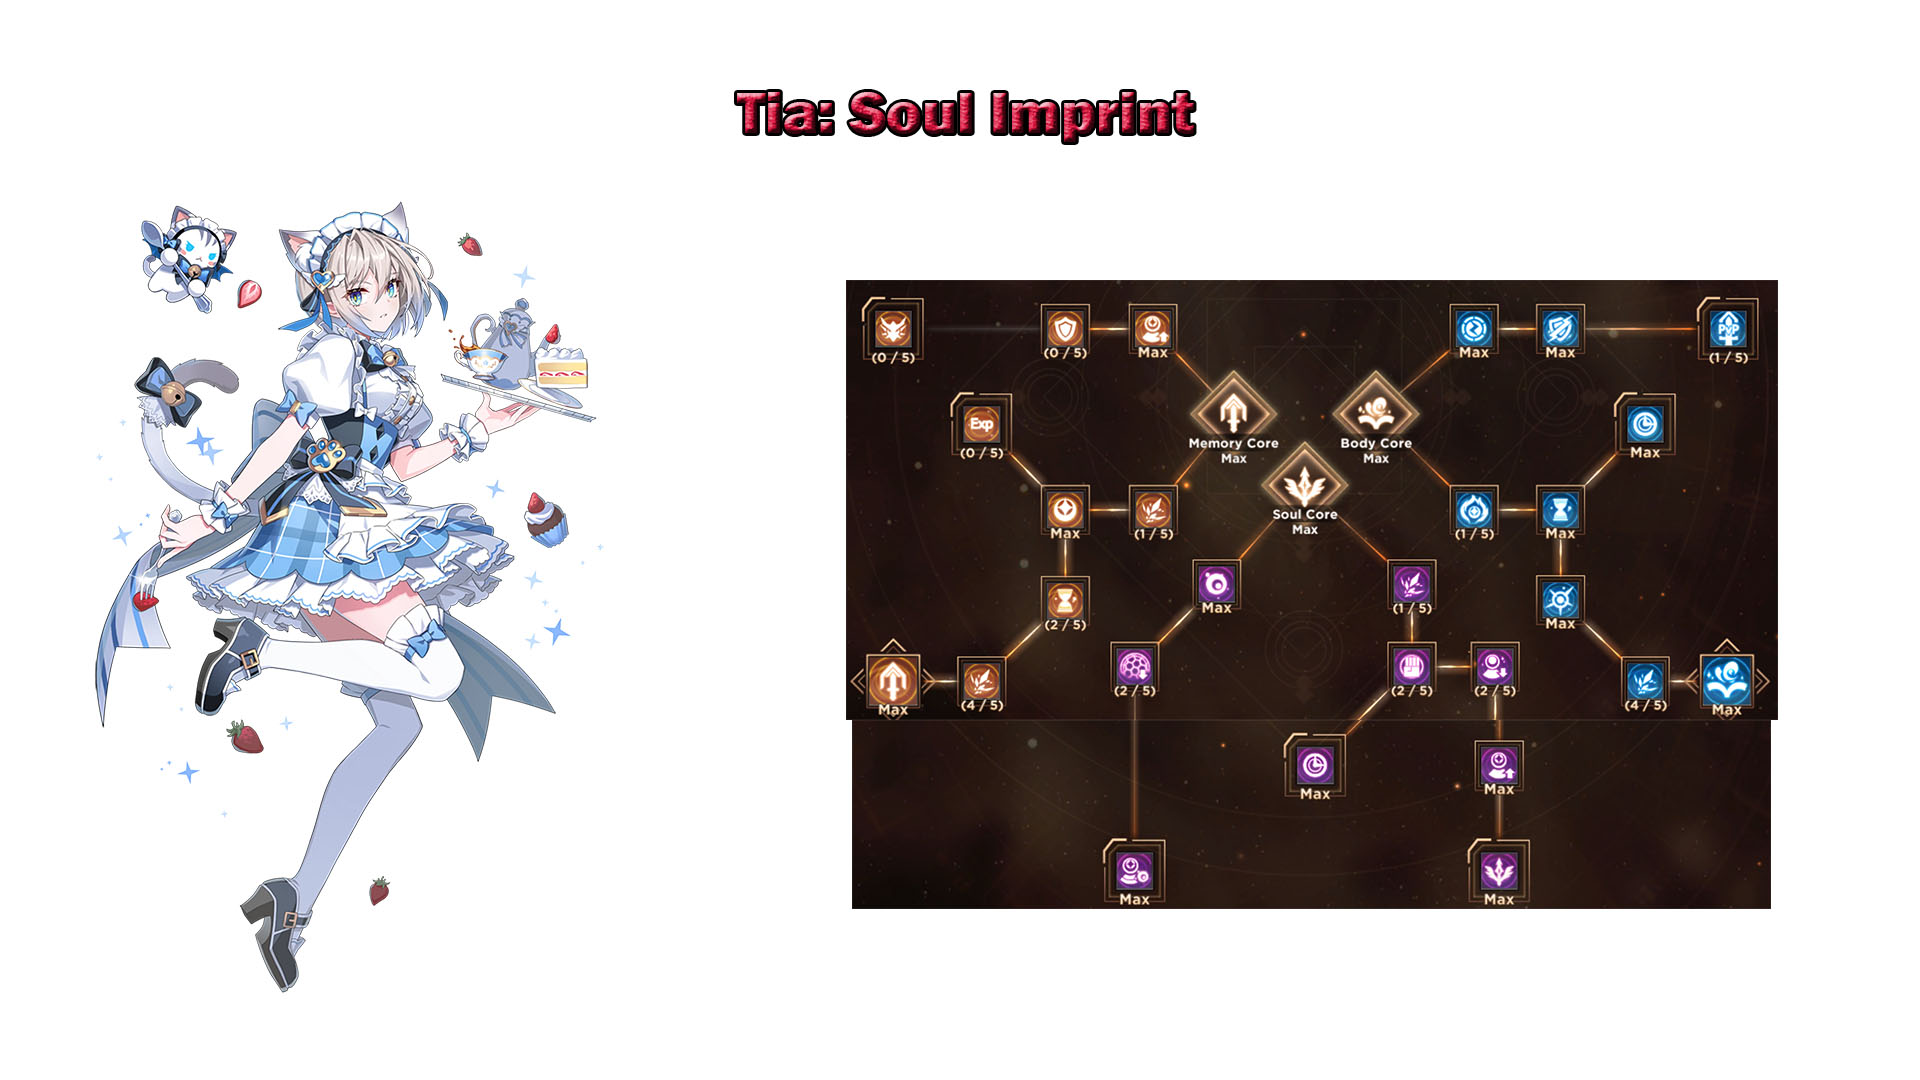 Tia: Soul Imprint
(0 / 5)
(0 / 5)
Max
Max
Max
PvP
(1 / 5)
Exp
(0 / 5)
Memory Core
Max
Body Core
Max
Max
Soul Core
Max
Max
(1 / 5)
(1 / 5)
Max
Max
(1 / 5)
(2 / 5)
Max
Max
(4 / 5)
(2 / 5)
(2 / 5)
(2 / 5)
(4 / 5)
Max
Max
Max
Max
Max